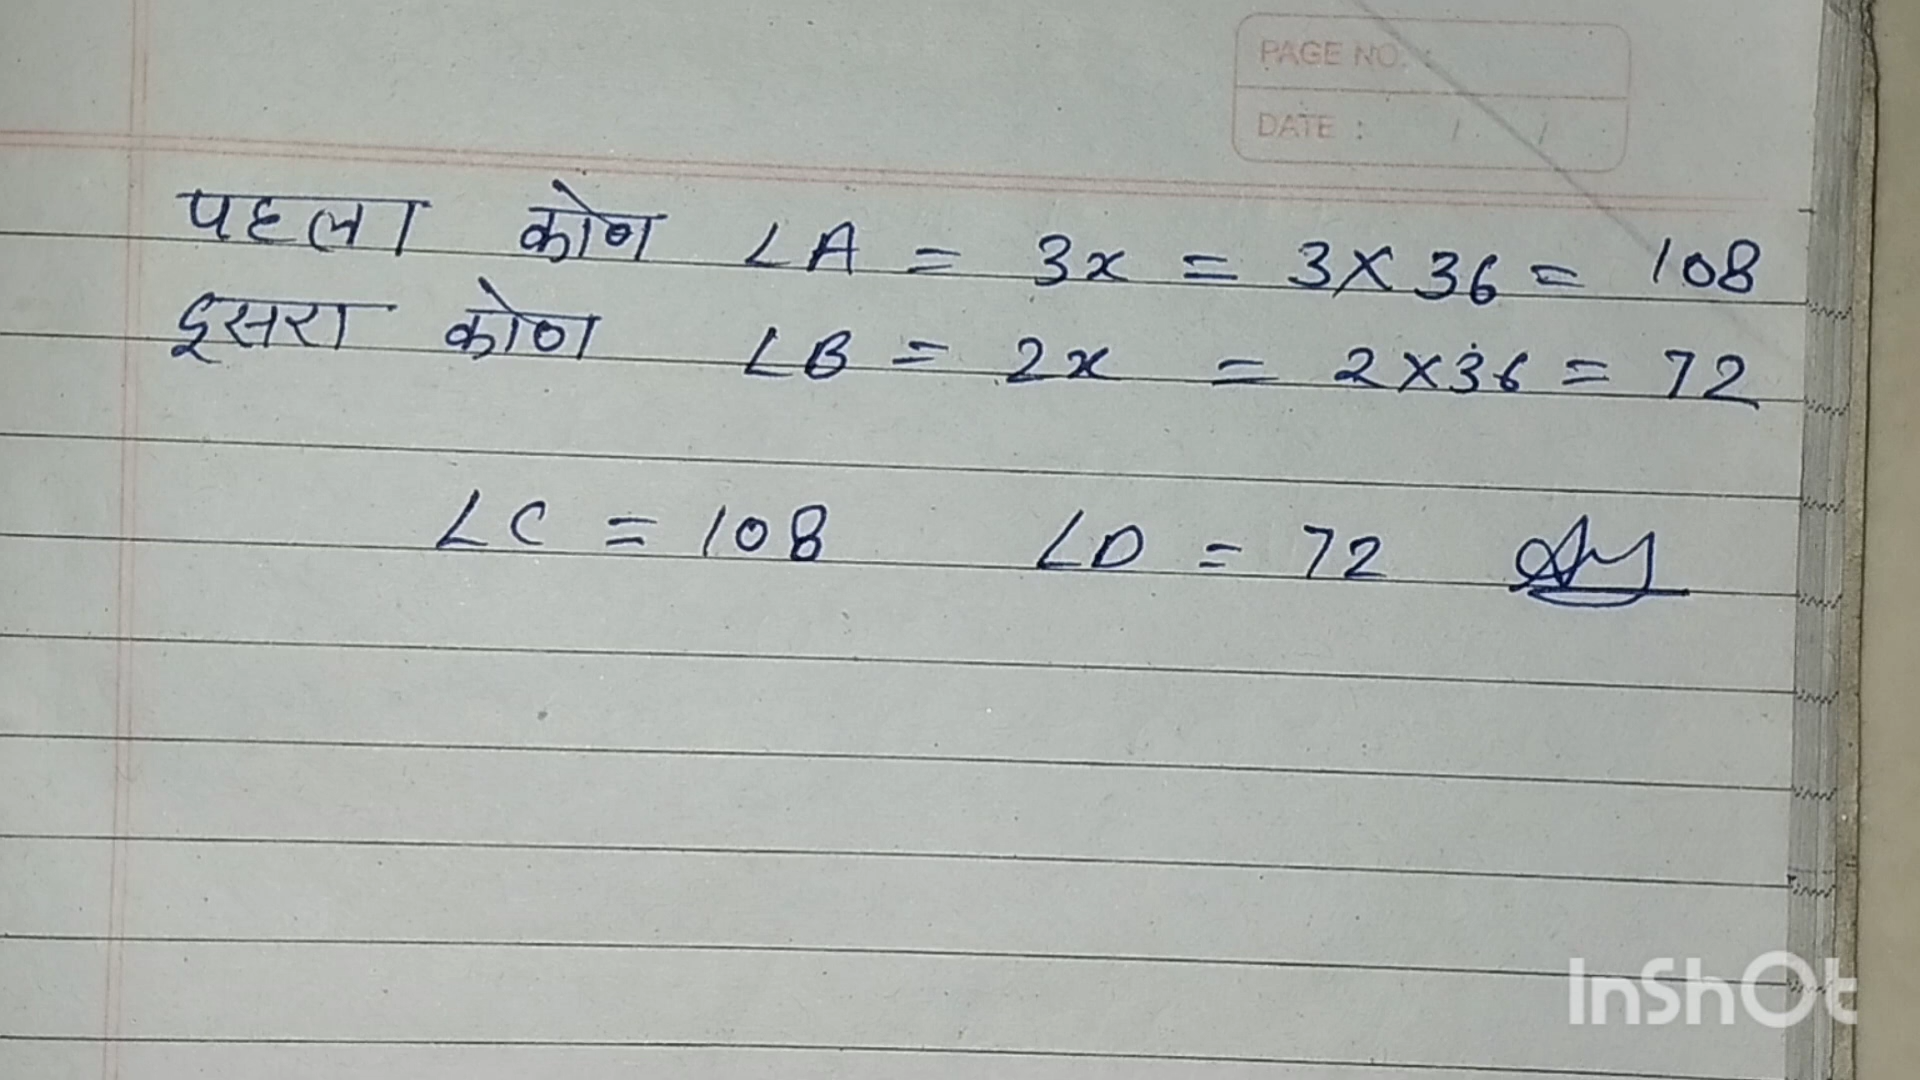 PAGE NO. :
DATE : / /
पहला कोण ∠A = 3x = 3×36 = 108
दूसरा कोण ∠B = 2x = 2×36 = 72
∠C = 108 ∠D = 72 Ans
InShOt